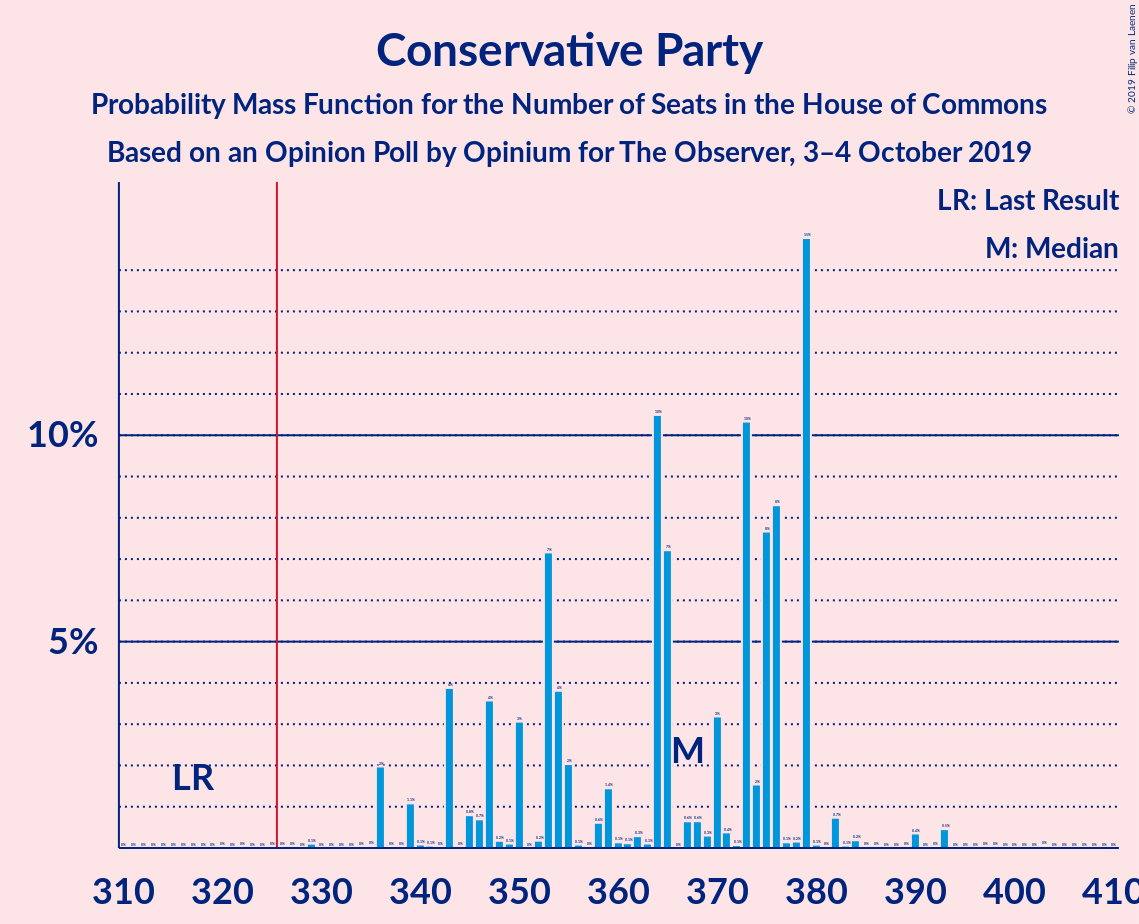 Conservative Party
Probability Mass Function for the Number of Seats in the House of Commons
Based on an Opinion Poll by Opinium for The Observer, 3–4 October 2019
© 2019 Filip van Laenen
LR: Last Result
M: Median
10%
5%
LR
M
310 320 330 340 350 360 370 380 390 400 410